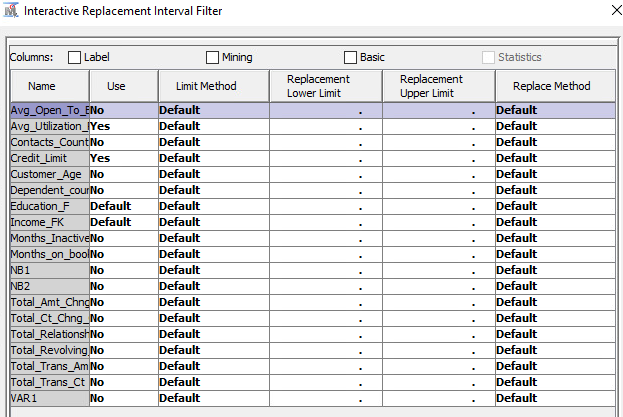 Interactive Replacement Interval Filter
Columns: Label Mining Basic Statistics
Name Use Limit Method Replacement Lower Limit Replacement Upper Limit Replace Method
Avg_Open_To_B No Default . . Default
Avg_Utilization_ Yes Default . . Default
Contacts_Count No Default . . Default
Credit_Limit Yes Default . . Default
Customer_Age No Default . . Default
Dependent_cou No Default . . Default
Education_F Default Default . . Default
Income_FK Default Default . . Default
Months_Inactive No Default . . Default
Months_on_boo No Default . . Default
NB1 No Default . . Default
NB2 No Default . . Default
Total_Amt_Chng No Default . . Default
Total_Ct_Chng_ No Default . . Default
Total_Relationsh No Default . . Default
Total_Revolving_ No Default . . Default
Total_Trans_Am No Default . . Default
Total_Trans_Ct No Default . . Default
VAR1 No Default . . Default